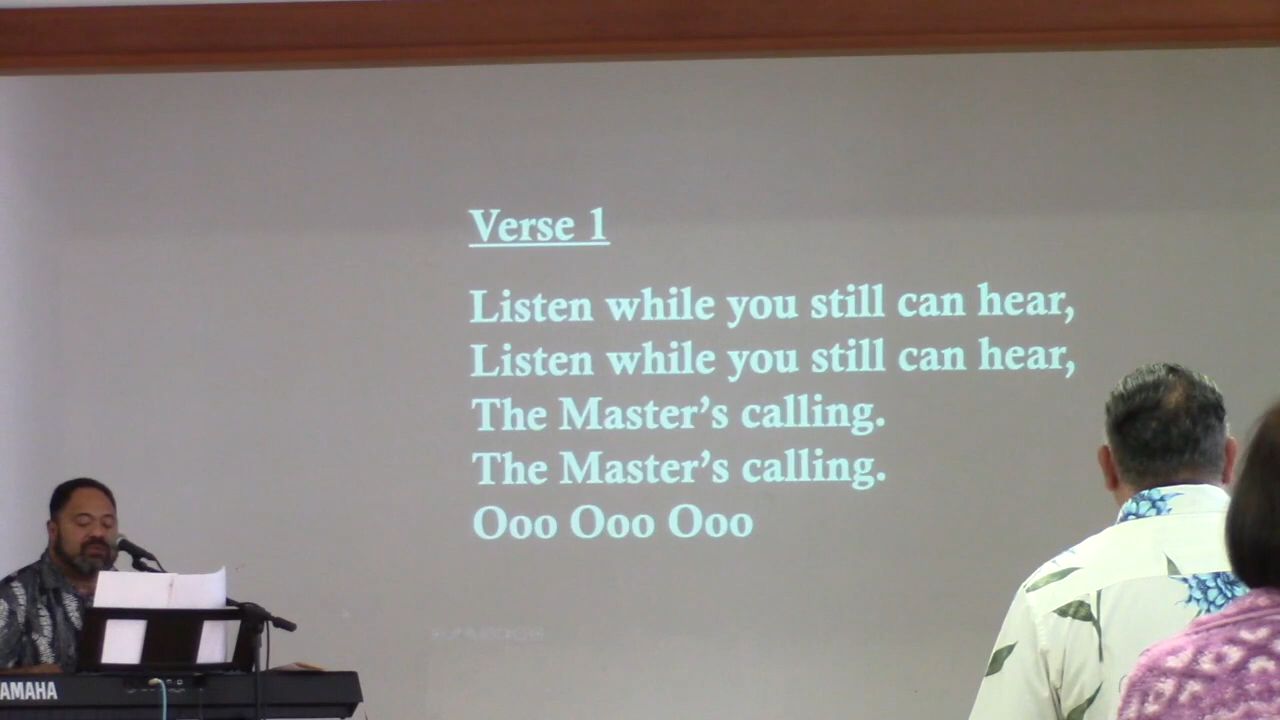 Verse 1
Listen while you still can hear,
Listen while you still can hear,
The Master's calling.
The Master's calling.
Ooo Ooo Ooo
AMAHA